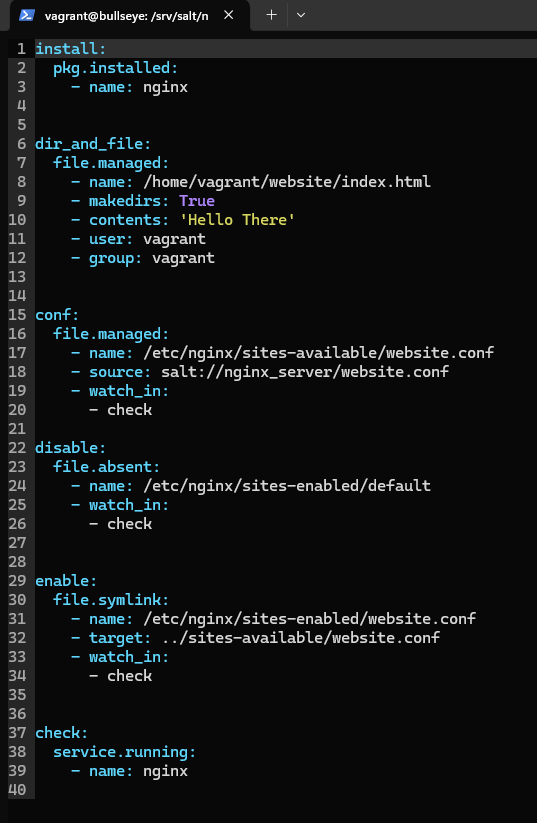 vagrant@bullseye: /srv/salt/n
1 install:
2   pkg.installed:
3     - name: nginx
4
5
6 dir_and_file:
7   file.managed:
8     - name: /home/vagrant/website/index.html
9     - makedirs: True
10     - contents: 'Hello There'
11     - user: vagrant
12     - group: vagrant
13
14
15 conf:
16   file.managed:
17     - name: /etc/nginx/sites-available/website.conf
18     - source: salt://nginx_server/website.conf
19     - watch_in:
20       - check
21
22 disable:
23   file.absent:
24     - name: /etc/nginx/sites-enabled/default
25     - watch_in:
26       - check
27
28
29 enable:
30   file.symlink:
31     - name: /etc/nginx/sites-enabled/website.conf
32     - target: ../sites-available/website.conf
33     - watch_in:
34       - check
35
36
37 check:
38   service.running:
39     - name: nginx
40